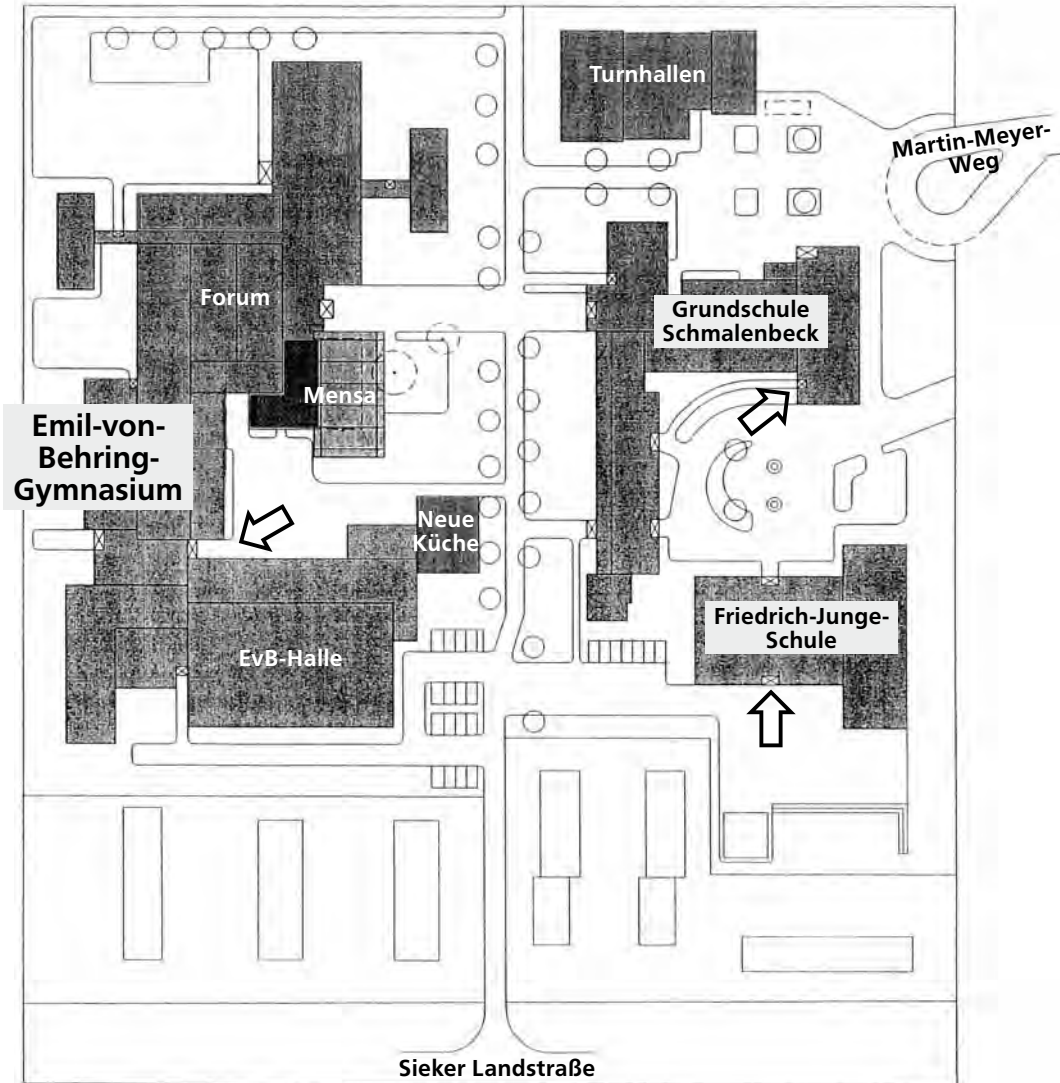 Turnhallen
Martin-Meyer-
Weg
Forum
Grundschule
Schmalenbeck
Mensa
Emil-von-
Behring-
Gymnasium
Neue
Küche
Friedrich-Junge-
Schule
EvB-Halle
Sieker Landstraße